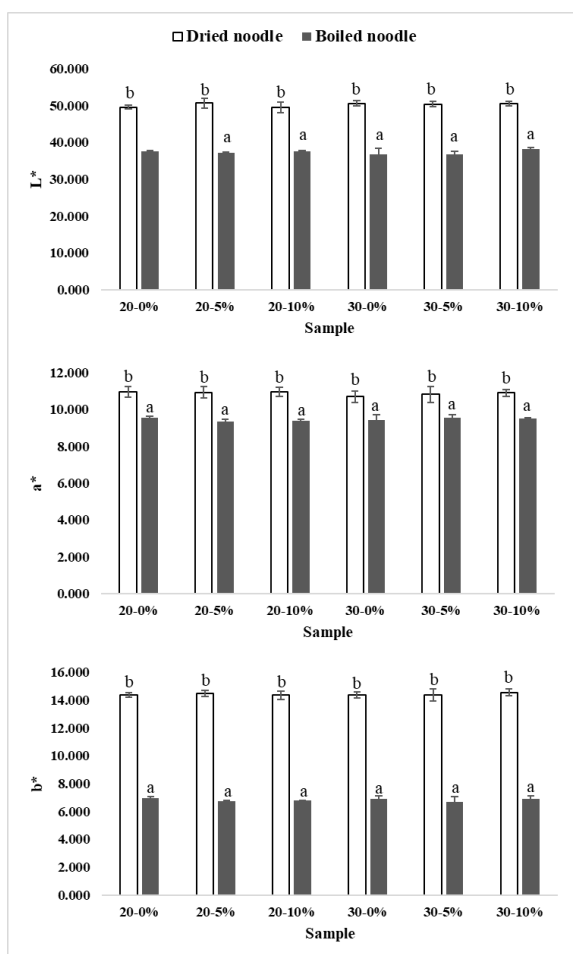 Dried noodle Boiled noodle
60.000
50.000
40.000
30.000
20.000
10.000
0.000
L*
b b b b b b
a a a a a
20-0% 20-5% 20-10% 30-0% 30-5% 30-10%
Sample
12.000
10.000
8.000
6.000
4.000
2.000
0.000
a*
b b b b b b
a a a a a a
20-0% 20-5% 20-10% 30-0% 30-5% 30-10%
Sample
16.000
14.000
12.000
10.000
8.000
6.000
4.000
2.000
0.000
b*
b b b b b b
a a a a a a
20-0% 20-5% 20-10% 30-0% 30-5% 30-10%
Sample